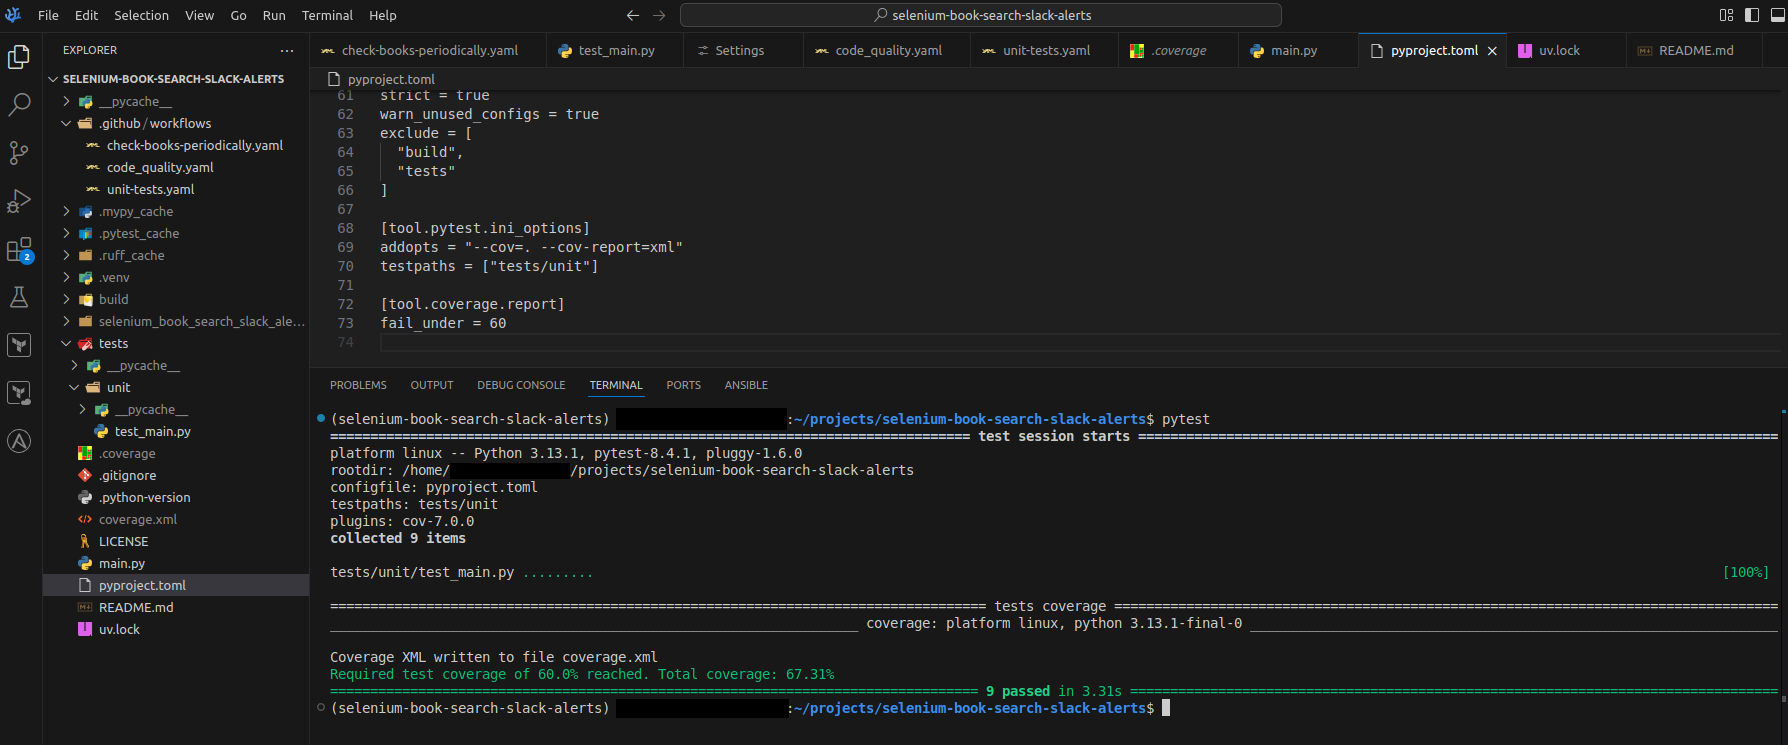 File Edit Selection View Go Run Terminal Help
selenium-book-search-slack-alerts
EXPLORER
SELENIUM-BOOK-SEARCH-SLACK-ALERTS
__pycache__
.github/workflows
check-books-periodically.yaml
code_quality.yaml
unit-tests.yaml
.mypy_cache
.pytest_cache
.ruff_cache
.venv
build
selenium_book_search_slack_ale...
tests
__pycache__
unit
__pycache__
test_main.py
.coverage
.gitignore
.python-version
coverage.xml
LICENSE
main.py
pyproject.toml
README.md
uv.lock
2
check-books-periodically.yaml test_main.py Settings code_quality.yaml unit-tests.yaml .coverage main.py pyproject.toml uv.lock README.md
pyproject.toml
61 strict = true
62 warn_unused_configs = true
63 exclude = [
64 "build",
65 "tests"
66 ]
67
68 [tool.pytest.ini_options]
69 addopts = "--cov=. --cov-report=xml"
70 testpaths = ["tests/unit"]
71
72 [tool.coverage.report]
73 fail_under = 60
74
PROBLEMS OUTPUT DEBUG CONSOLE TERMINAL PORTS ANSIBLE
(selenium-book-search-slack-alerts) :~/projects/selenium-book-search-slack-alerts$ pytest
test session starts
platform linux -- Python 3.13.1, pytest-8.4.1, pluggy-1.6.0
rootdir: /home/ /projects/selenium-book-search-slack-alerts
configfile: pyproject.toml
testpaths: tests/unit
plugins: cov-7.0.0
collected 9 items
tests/unit/test_main.py ......... [100%]
tests coverage
coverage: platform linux, python 3.13.1-final-0
Coverage XML written to file coverage.xml
Required test coverage of 60.0% reached. Total coverage: 67.31%
9 passed in 3.31s
(selenium-book-search-slack-alerts) :~/projects/selenium-book-search-slack-alerts$